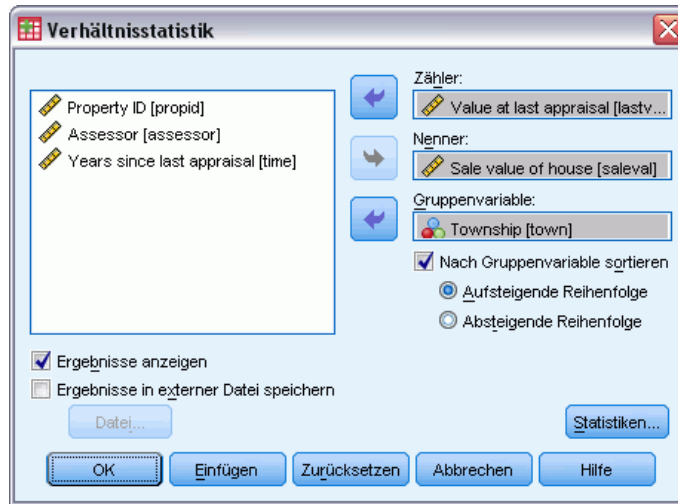 Verhältnisstatistik
Property ID [propid]
Assessor [assessor]
Years since last appraisal [time]
Zähler:
Value at last appraisal [lastv...
Nenner:
Sale value of house [saleval]
Gruppenvariable:
Township [town]
Nach Gruppenvariable sortieren
Aufsteigende Reihenfolge
Absteigende Reihenfolge
Ergebnisse anzeigen
Ergebnisse in externer Datei speichern
Datei...
Statistiken...
OK
Einfügen
Zurücksetzen
Abbrechen
Hilfe